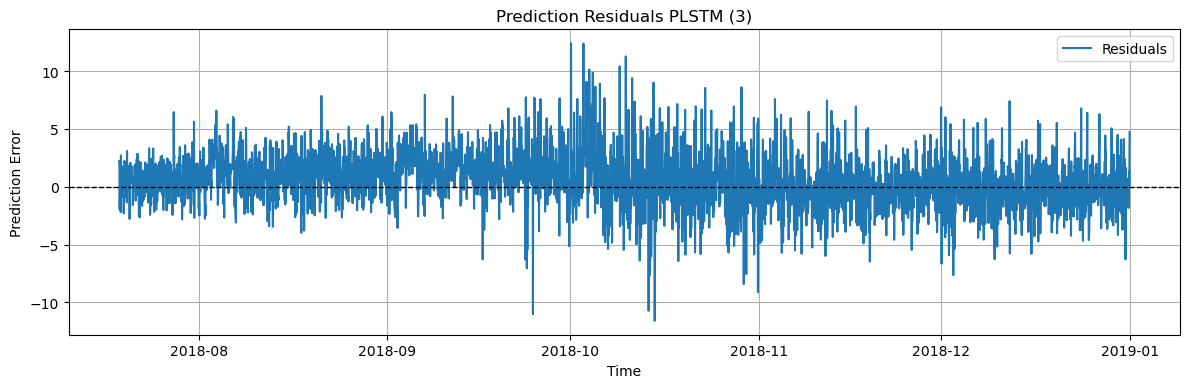 Prediction Residuals PLSTM (3)
Residuals
Prediction Error
10
5
0
−5
−10
2018-08
2018-09
2018-10
2018-11
2018-12
2019-01
Time